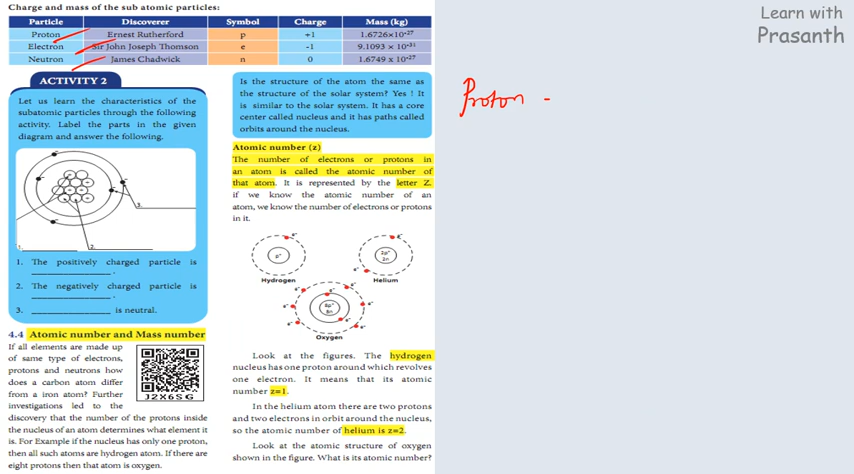 Charge and mass of the sub atomic particles:
Particle Discoverer Symbol Charge Mass (kg)
Proton Ernest Rutherford p +1 1.6726×10⁻²⁷
Electron Sir John Joseph Thomson e -1 9.1093 × 10⁻³¹
Neutron James Chadwick n 0 1.6749 x 10⁻²⁷
ACTIVITY 2
Let us learn the characteristics of the
subatomic particles through the following
activity. Label the parts in the given
diagram and answer the following.
1.
2.
3.
1. The positively charged particle is
_______________ .
2. The negatively charged particle is
_______________ .
3. _______________ is neutral.
4.4 Atomic number and Mass number
If all elements are made up
of same type of electrons,
protons and neutrons how
does a carbon atom differ
from a iron atom? Further
investigations led to the
J2X6SG
discovery that the number of the protons inside
the nucleus of an atom determines what element it
is. For Example if the nucleus has only one proton,
then all such atoms are hydrogen atom. If there are
eight protons then that atom is oxygen.
Is the structure of the atom the same as
the structure of the solar system? Yes ! It
is similar to the solar system. It has a core
center called nucleus and it has paths called
orbits around the nucleus.
Atomic number (z)
The number of electrons or protons in
an atom is called the atomic number of
that atom. It is represented by the letter Z.
if we know the atomic number of an
atom, we know the number of electrons or protons
in it.
e⁻ e⁻
p⁺ 2p⁺
2n
e⁻
Hydrogen Helium
e⁻ e⁻ e⁻
e⁻ 8p⁺ e⁻
8n
e⁻ e⁻ e⁻
Oxygen
Look at the figures. The hydrogen
nucleus has one proton around which revolves
one electron. It means that its atomic
number z=1.
In the helium atom there are two protons
and two electrons in orbit around the nucleus,
so the atomic number of helium is z=2.
Look at the atomic structure of oxygen
shown in the figure. What is its atomic number?
Learn with
Prasanth
Proton -